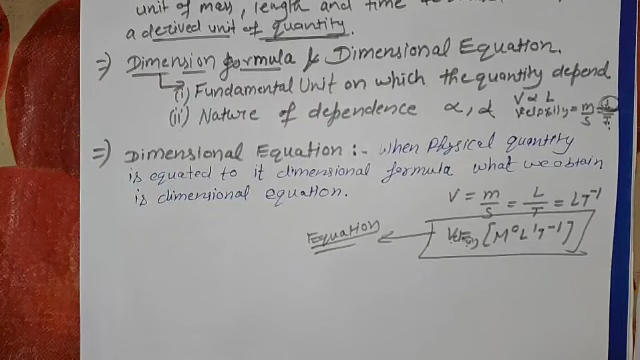 unit of mass, length and time
a derived unit of quantity.
⇒) Dimension formula & Dimensional Equation.
(i) Fundamental Unit on which the quantity depend
(ii) Nature of dependence ∝, ∝
V ∝ L
Velocity = m/s = L/T
⇒) Dimensional Equation :- when Physical quantity
is equated to it dimensional formula what we obtain
is dimensional equation.
V = m/S = L/T = LT⁻¹
Equation ← [M⁰L¹T⁻¹]